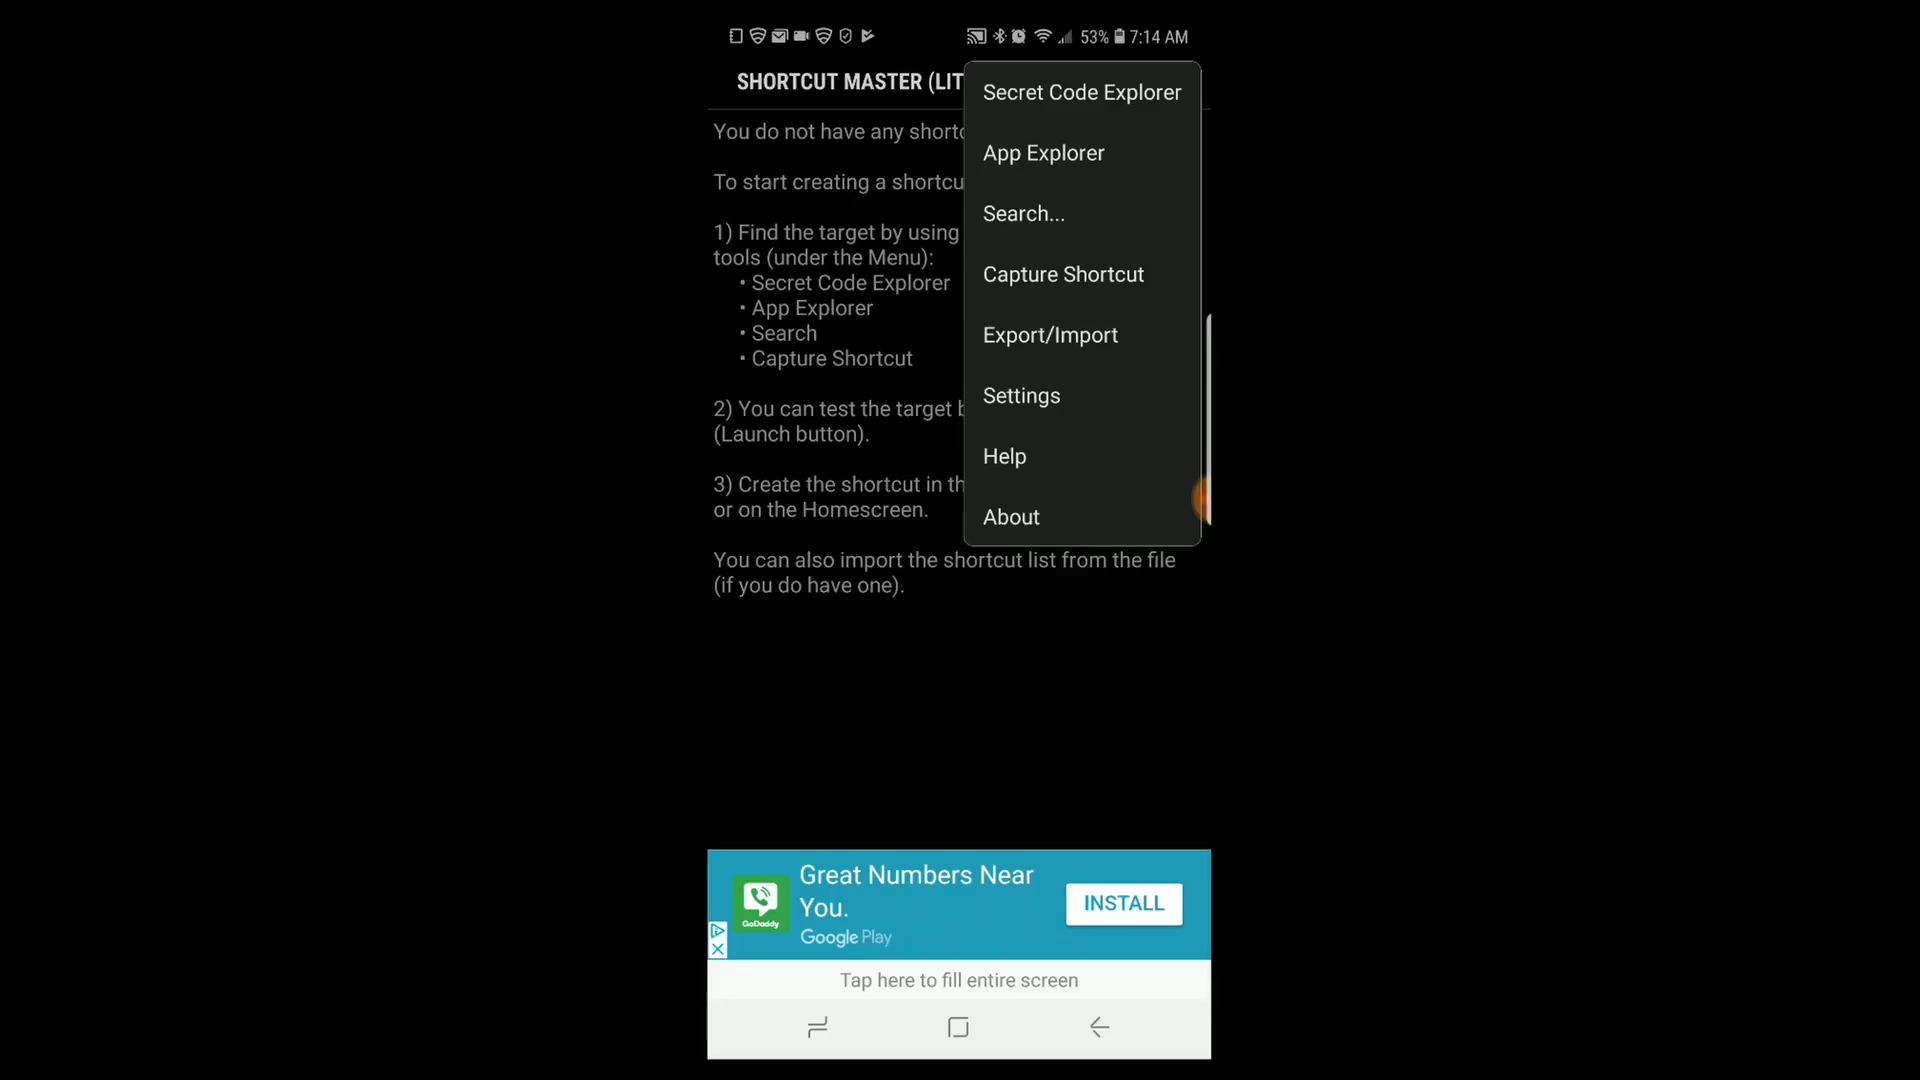 53% 7:14 AM
SHORTCUT MASTER (LIT
Secret Code Explorer
App Explorer
Search...
Capture Shortcut
Export/Import
Settings
Help
About
You do not have any shortc
To start creating a shortcu
1) Find the target by using
tools (under the Menu):
• Secret Code Explorer
• App Explorer
• Search
• Capture Shortcut
2) You can test the target b
(Launch button).
3) Create the shortcut in th
or on the Homescreen.
You can also import the shortcut list from the file
(if you do have one).
GoDaddy
Great Numbers Near
You.
Google Play
INSTALL
Tap here to fill entire screen